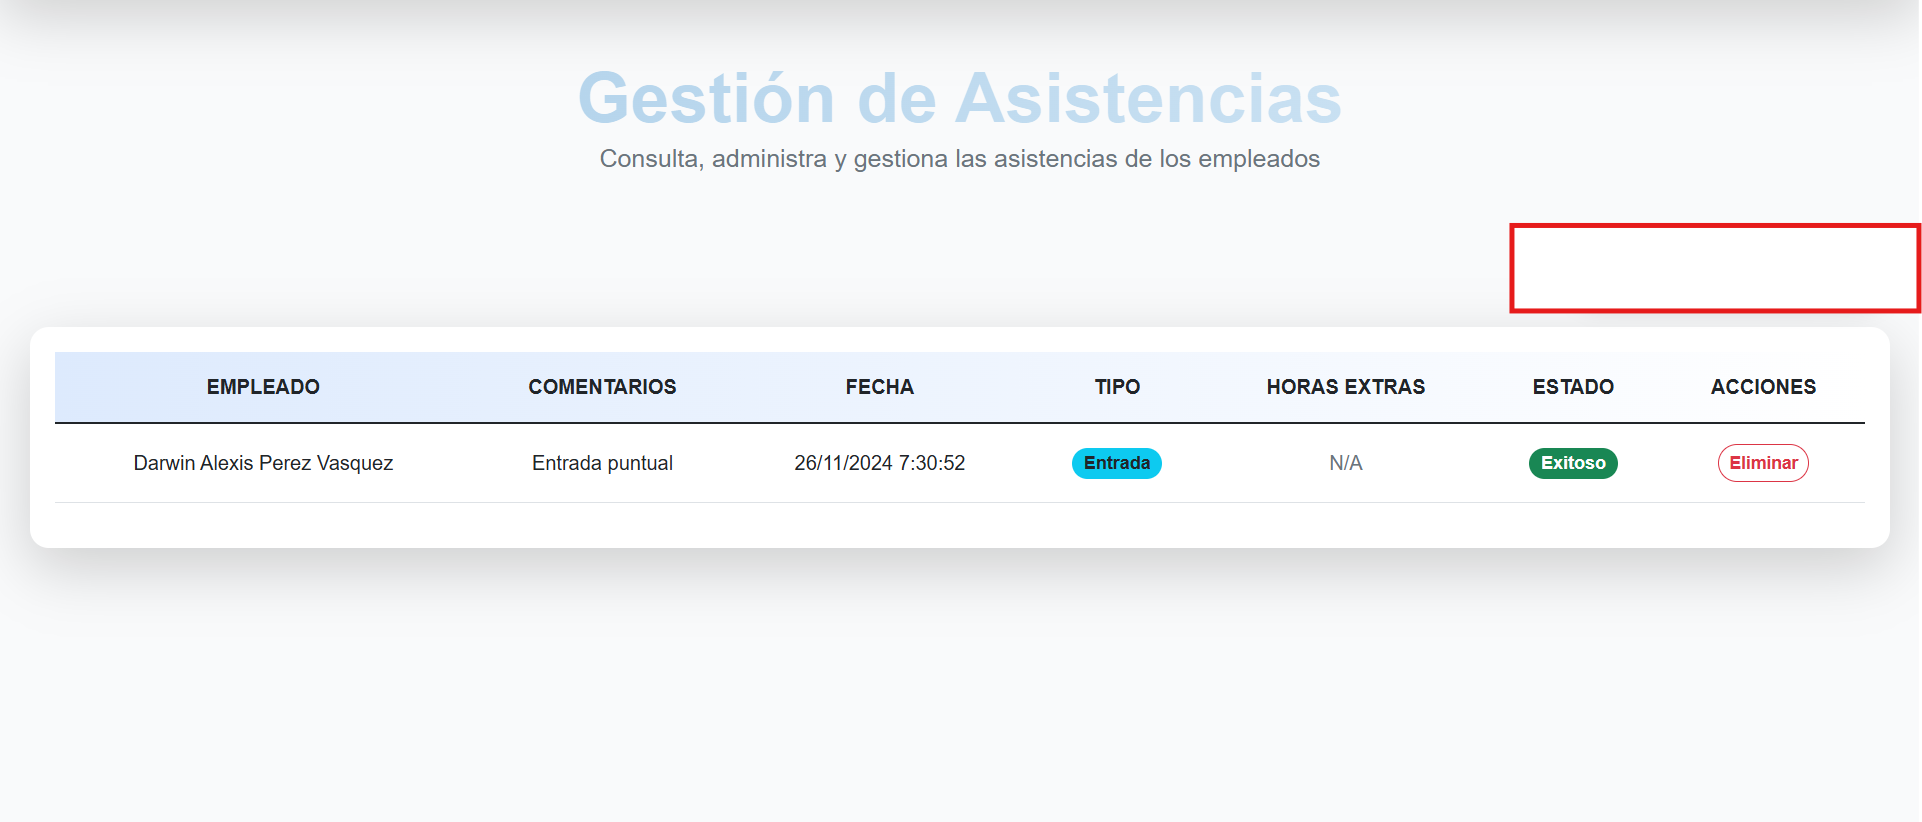 Gestión de Asistencias
Consulta, administra y gestiona las asistencias de los empleados
EMPLEADO COMENTARIOS FECHA TIPO HORAS EXTRAS ESTADO ACCIONES
Darwin Alexis Perez Vasquez Entrada puntual 26/11/2024 7:30:52 Entrada N/A Exitoso Eliminar